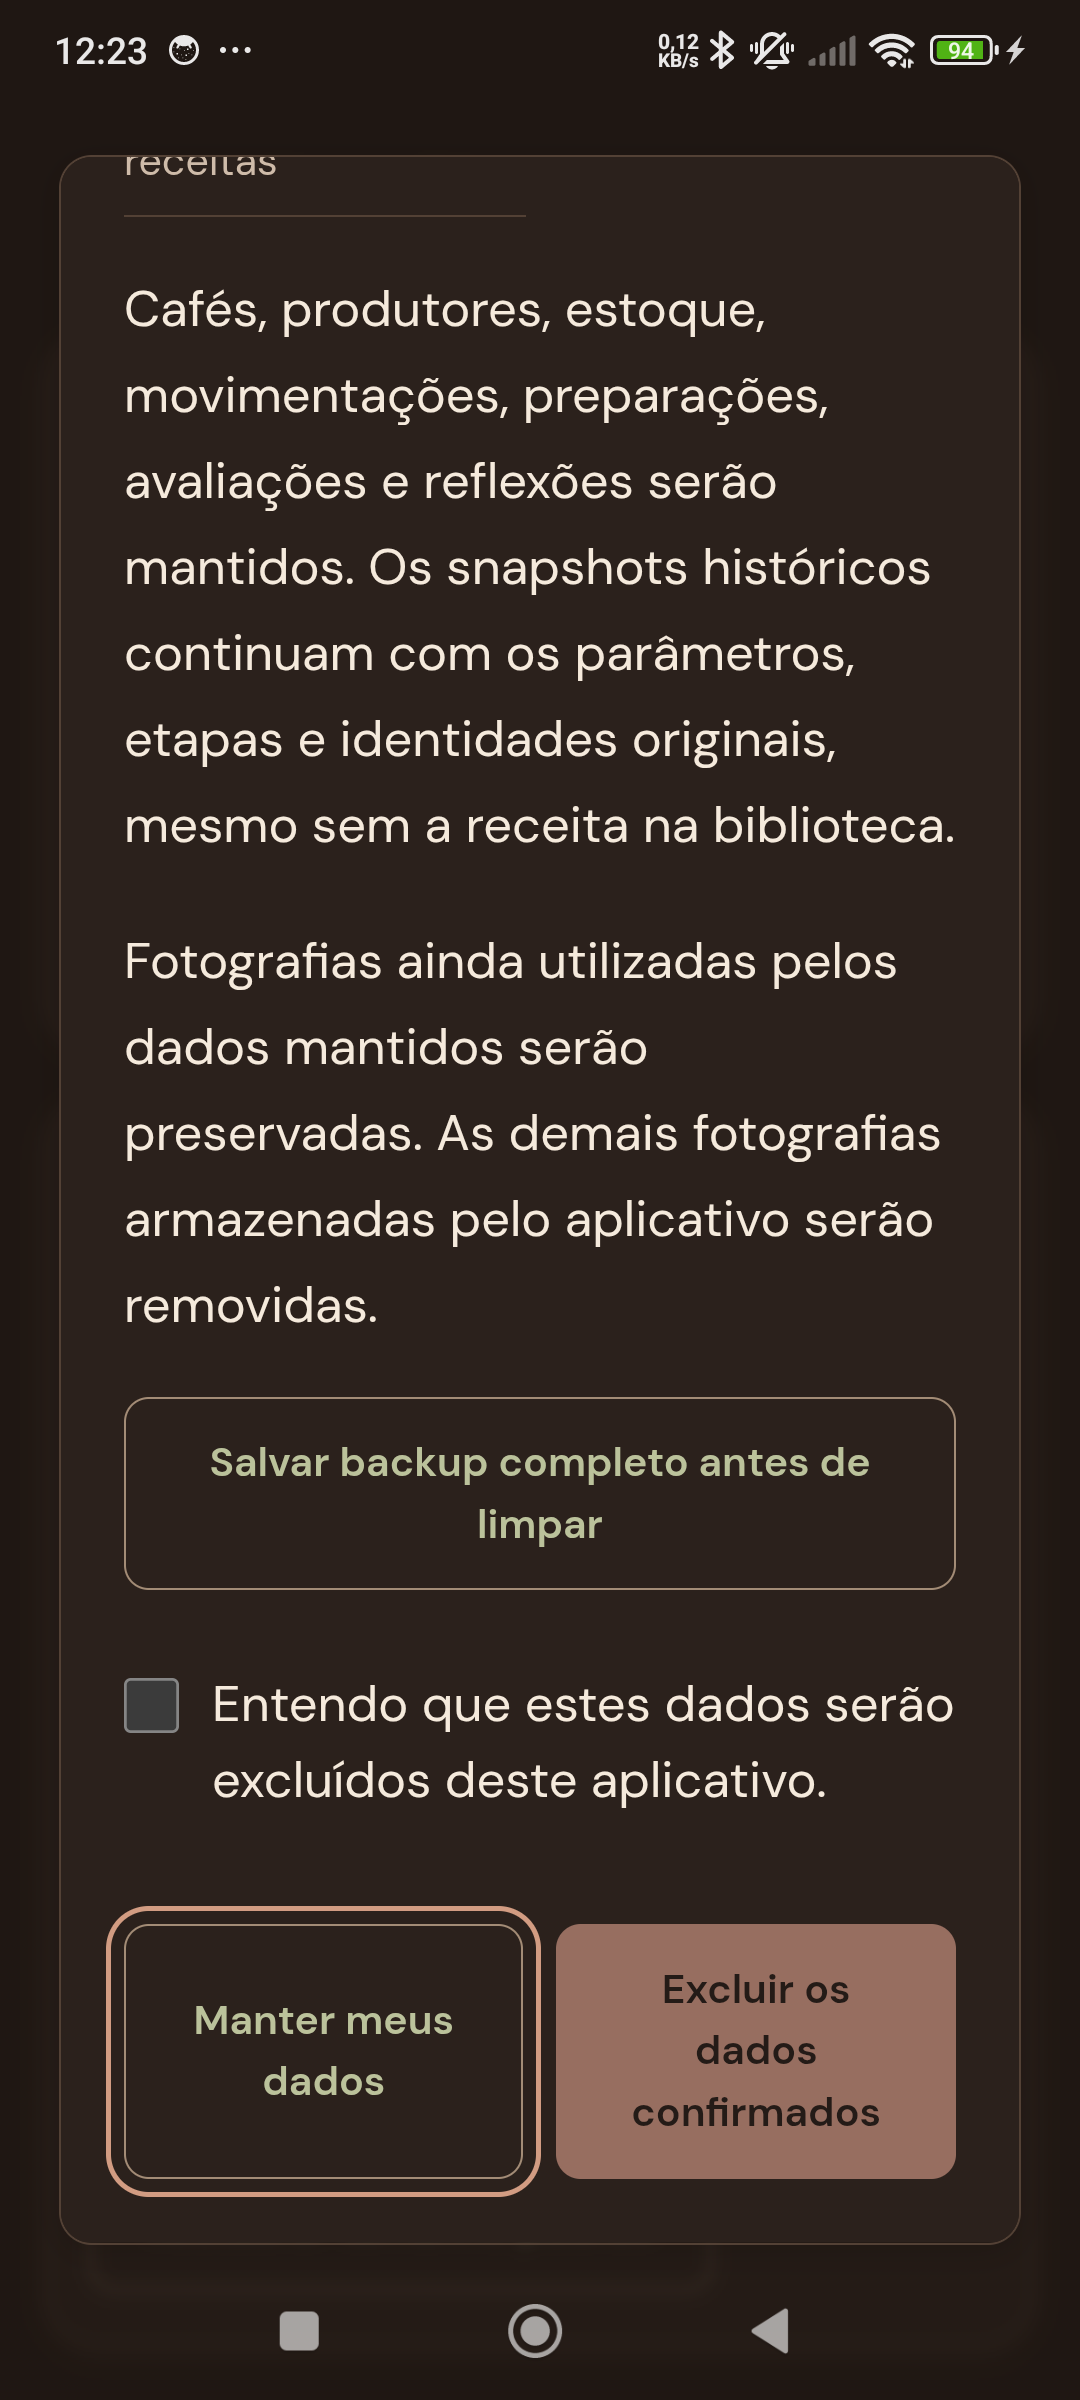 12:23
0,12
KB/s
94
receitas
Cafés, produtores, estoque,
movimentações, preparações,
avaliações e reflexões serão
mantidos. Os snapshots históricos
continuam com os parâmetros,
etapas e identidades originais,
mesmo sem a receita na biblioteca.
Fotografias ainda utilizadas pelos
dados mantidos serão
preservadas. As demais fotografias
armazenadas pelo aplicativo serão
removidas.
Salvar backup completo antes de
limpar
Entendo que estes dados serão
excluídos deste aplicativo.
Manter meus
dados
Excluir os
dados
confirmados